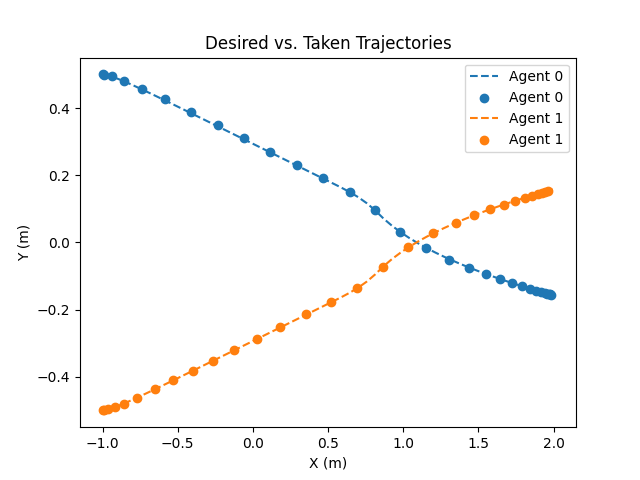 Desired vs. Taken Trajectories
Agent 0
Agent 0
Agent 1
Agent 1
Y (m)
0.4
0.2
0.0
−0.2
−0.4
−1.0
−0.5
0.0
0.5
1.0
1.5
2.0
X (m)